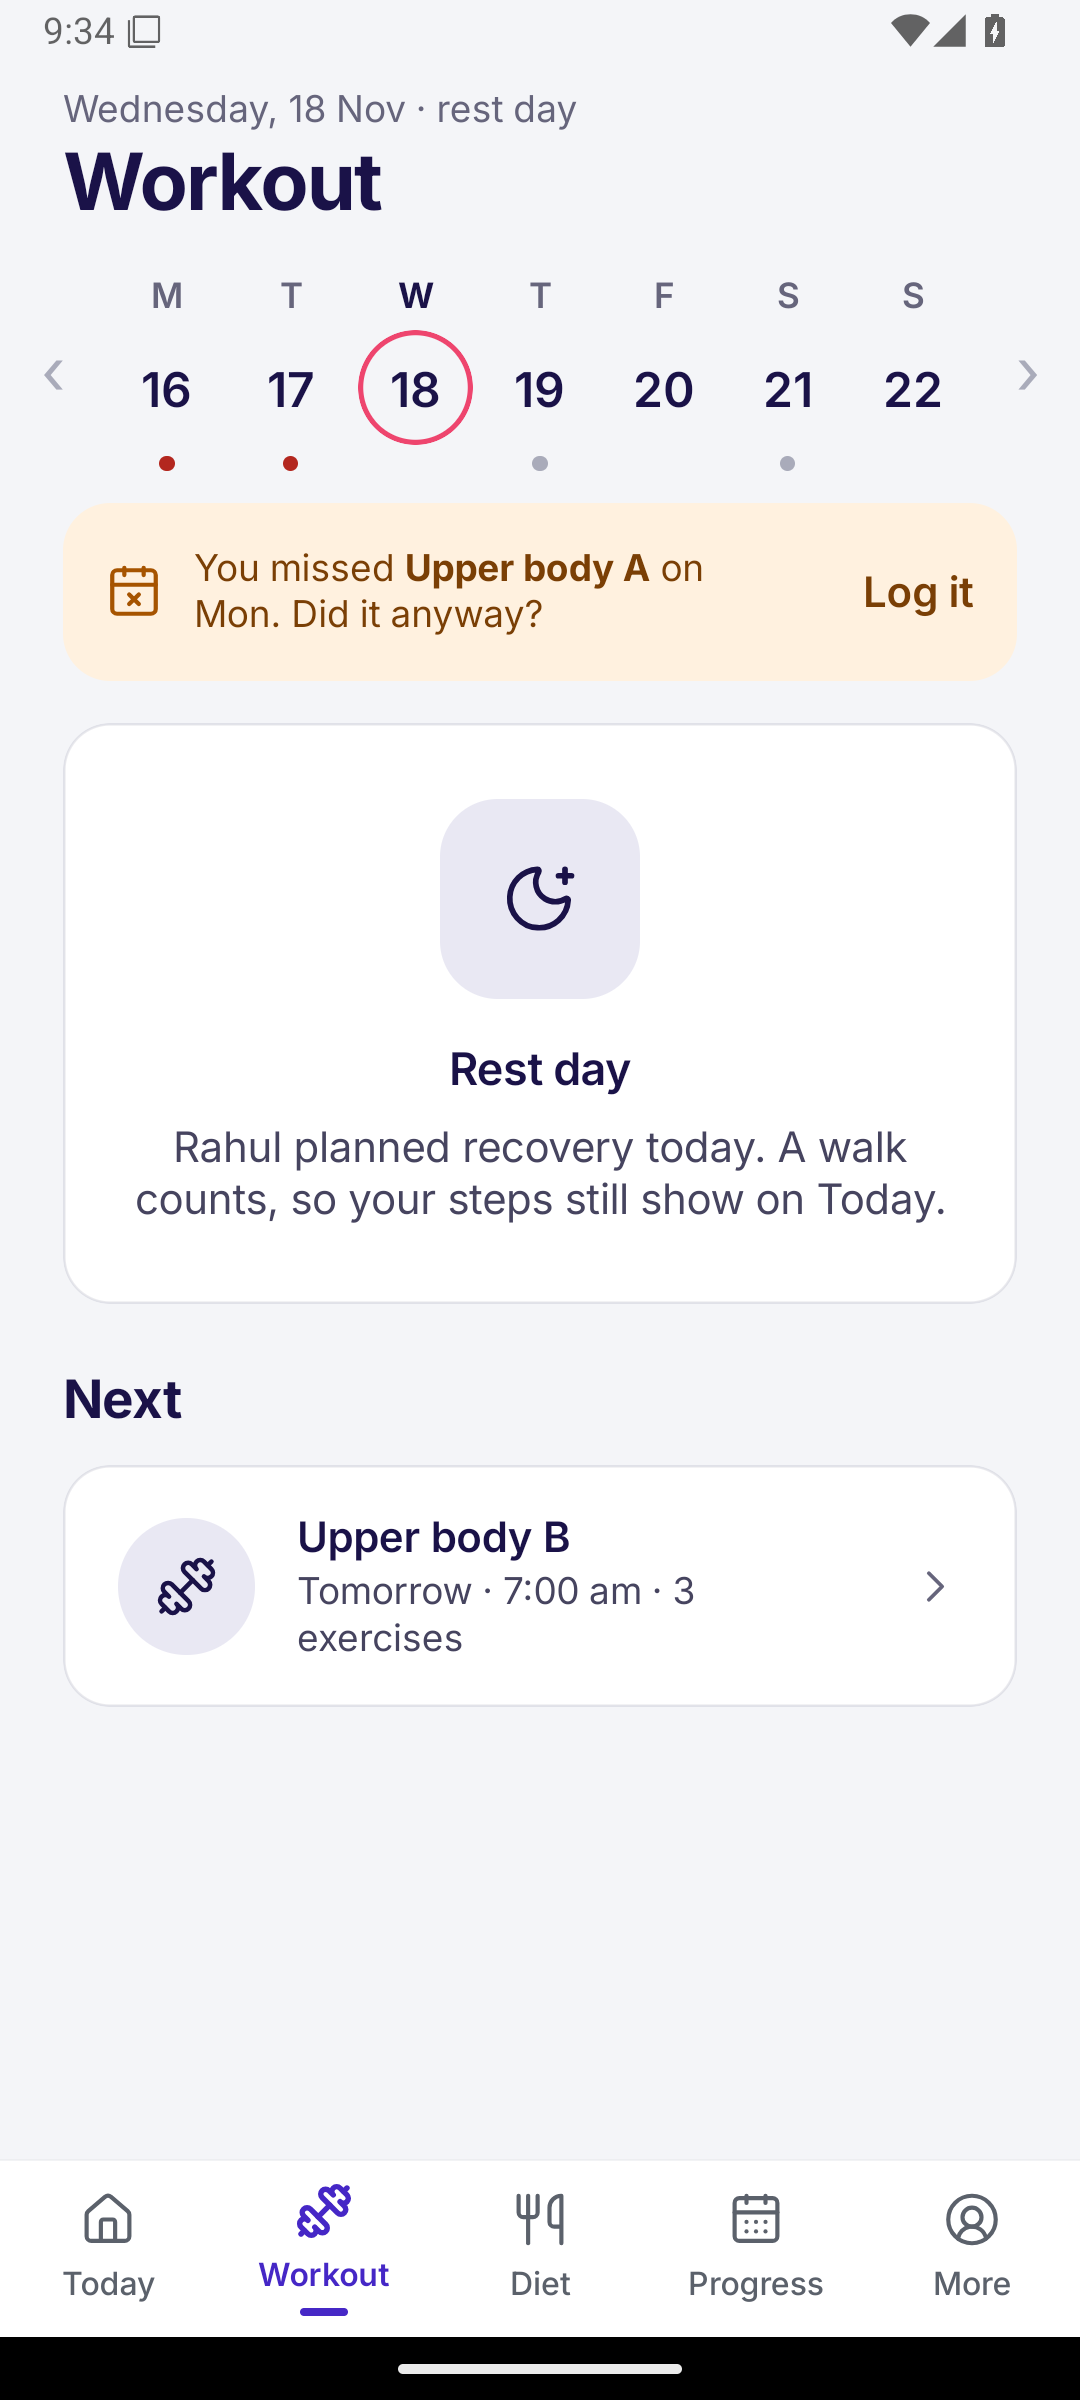 9:34
Wednesday, 18 Nov · rest day
Workout
M T W T F S S
16 17 18 19 20 21 22
You missed Upper body A on
Mon. Did it anyway?
Log it
Rest day
Rahul planned recovery today. A walk
counts, so your steps still show on Today.
Next
Upper body B
Tomorrow · 7:00 am · 3
exercises
Today Workout Diet Progress More